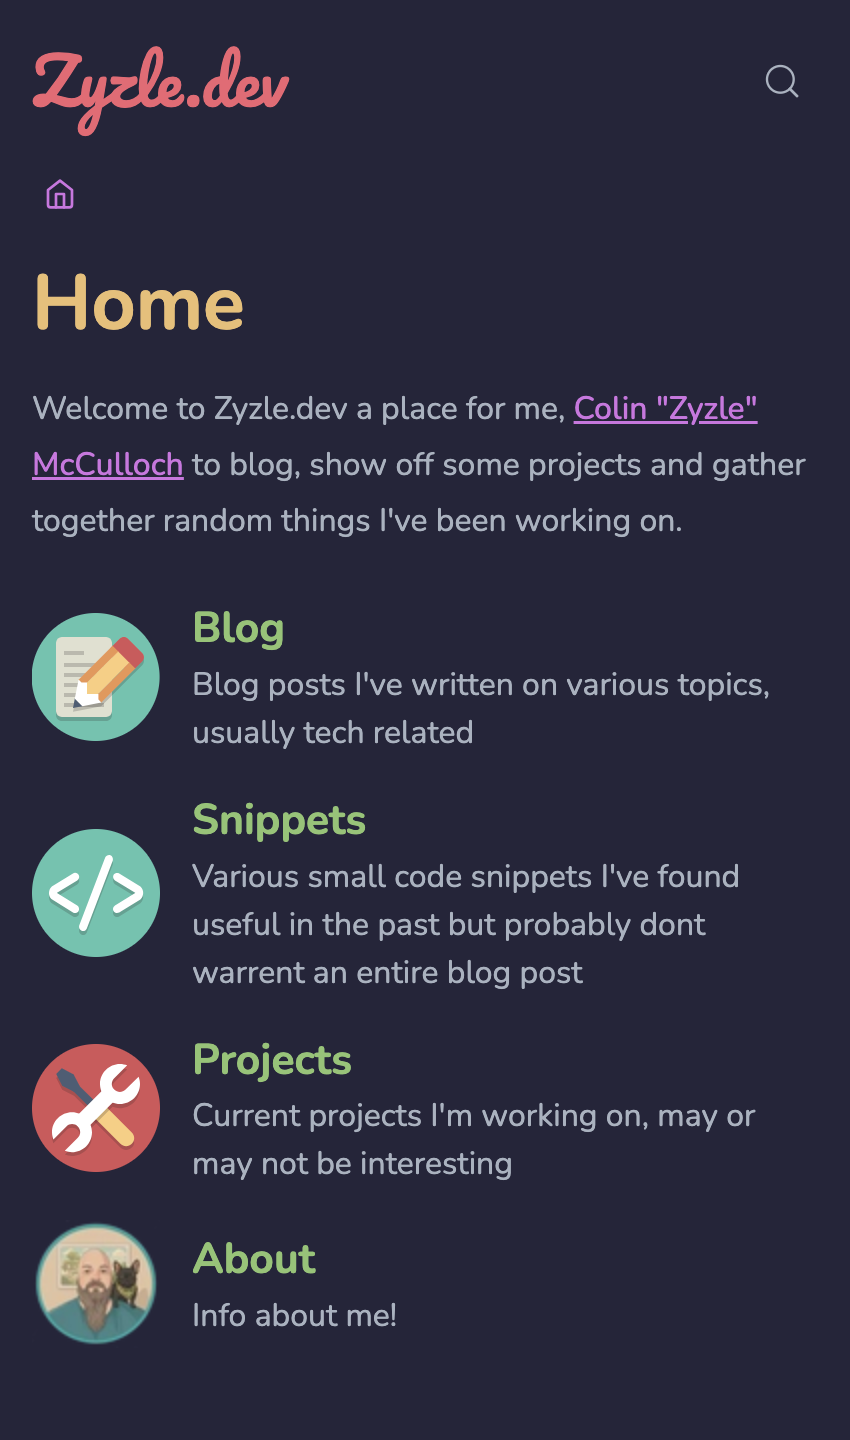 Zyzle.dev
Home
Welcome to Zyzle.dev a place for me, Colin "Zyzle"
McCulloch to blog, show off some projects and gather
together random things I've been working on.
Blog
Blog posts I've written on various topics,
usually tech related
Snippets
Various small code snippets I've found
useful in the past but probably dont
warrent an entire blog post
Projects
Current projects I'm working on, may or
may not be interesting
About
Info about me!